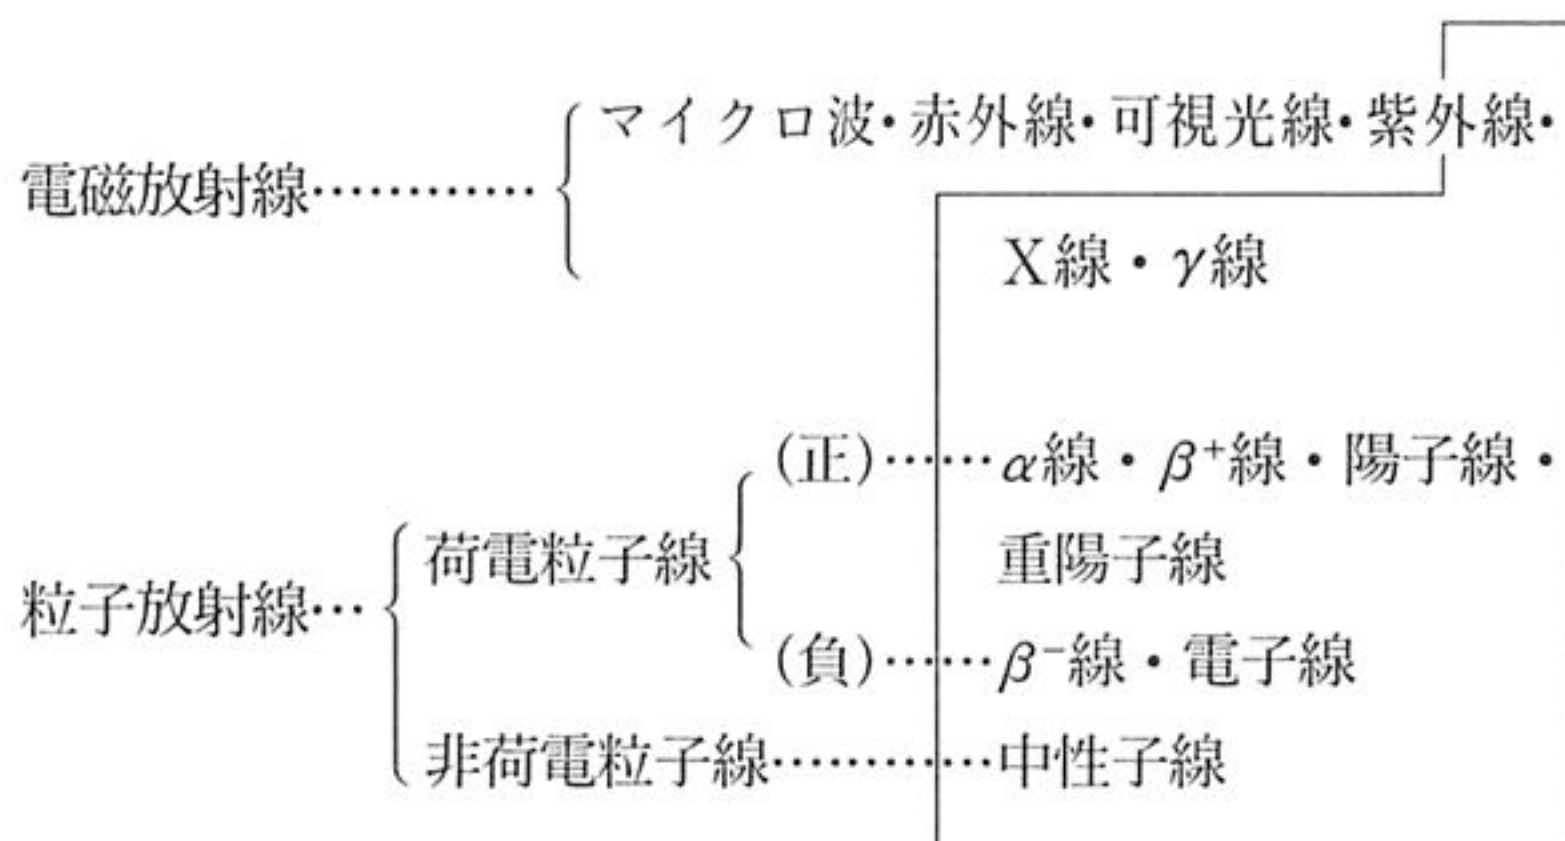 マイクロ波・赤外線・可視光線・紫外線・
電磁放射線…………
X線・γ線
(正)……α線・β⁺線・陽子線・
荷電粒子線
重陽子線
粒子放射線…
(負)……β⁻線・電子線
非荷電粒子線…………中性子線